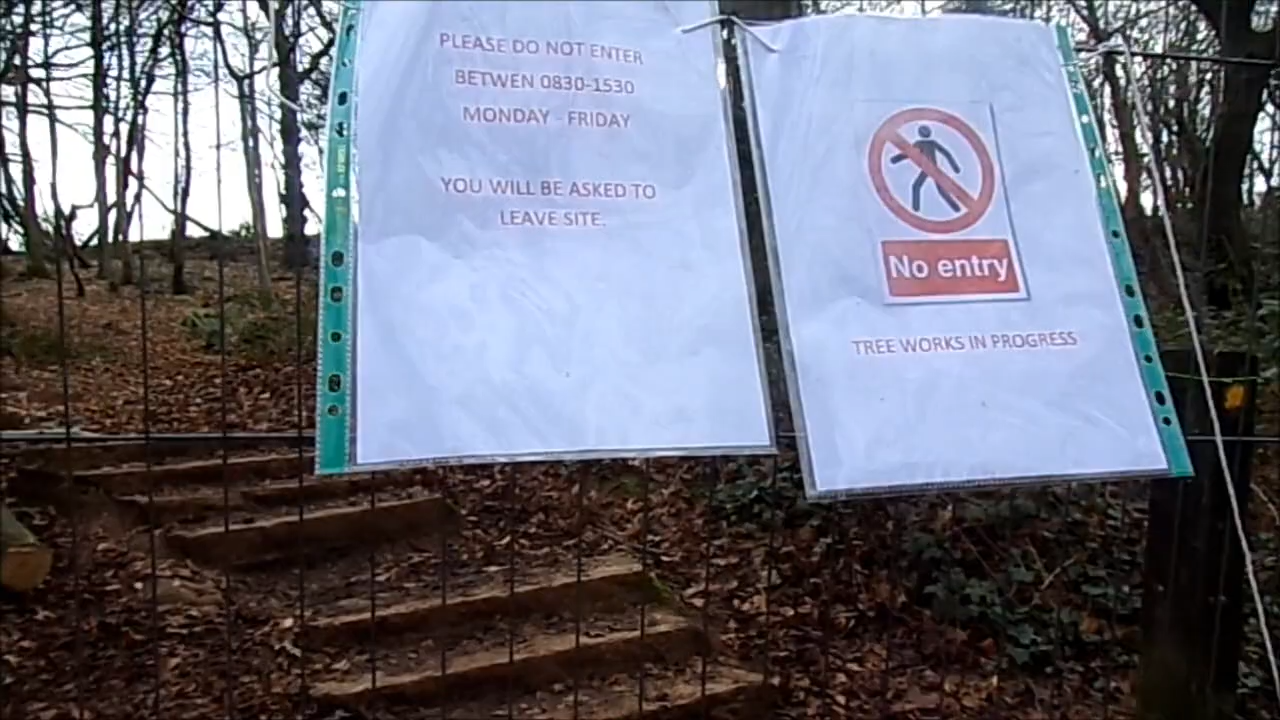 PLEASE DO NOT ENTER
BETWEN 0830-1530
MONDAY - FRIDAY
YOU WILL BE ASKED TO
LEAVE SITE.
No entry
TREE WORKS IN PROGRESS